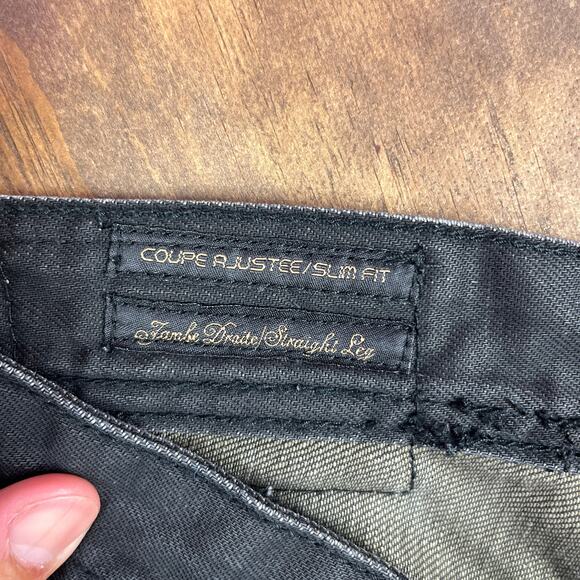 COUPE AJUSTEE/SLIM FIT
Jambe Droite/Straight Leg